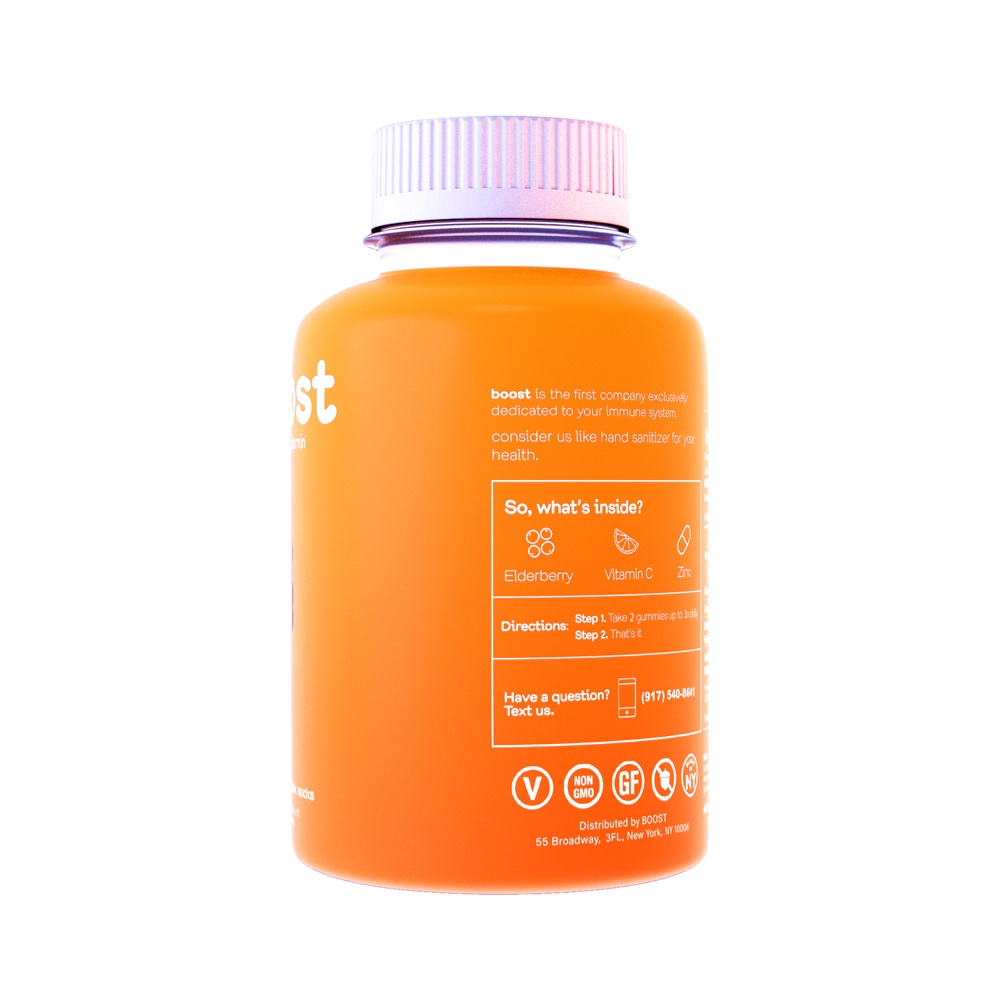 ost
boost is the first company exclusively
dedicated to your immune system.
consider us like hand sanitizer for your
health.
So, what's inside?
Elderberry Vitamin C Zinc
Directions: Step 1. Take 2 gummies up to 3x daily
Step 2. That's it
Have a question?
Text us.
(917) 540-8641
V NON GMO GF NY
Distributed by BOOST
55 Broadway, 3FL, New York, NY 10006
sucks